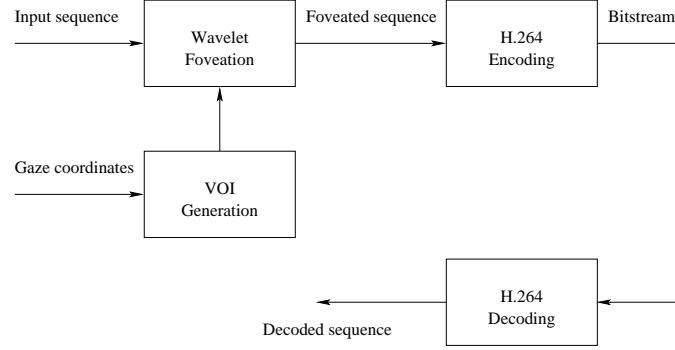 Input sequence
Wavelet
Foveation
Foveated sequence
H.264
Encoding
Bitstream
Gaze coordinates
VOI
Generation
H.264
Decoding
Decoded sequence